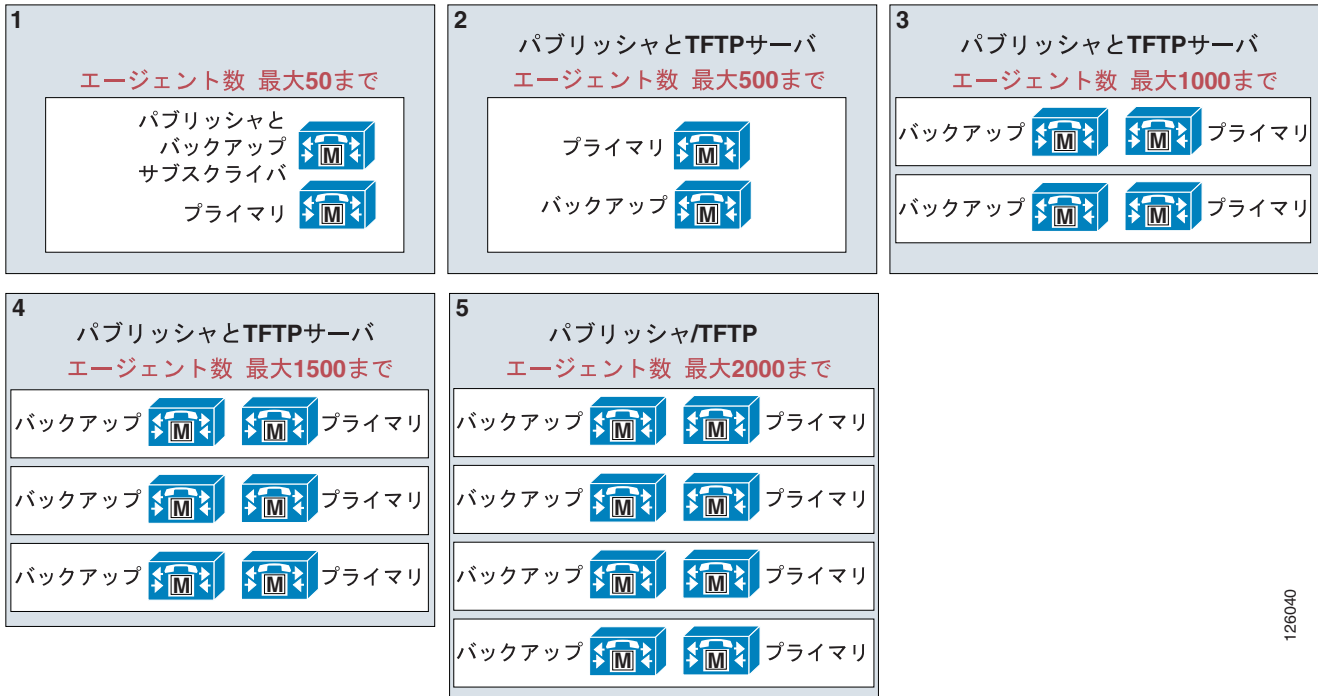 1
エージェント数 最大50まで
パブリッシャと
バックアップ
サブスクライバ
M
プライマリ
M
2
パブリッシャとTFTPサーバ
エージェント数 最大500まで
プライマリ
M
バックアップ
M
3
パブリッシャとTFTPサーバ
エージェント数 最大1000まで
バックアップ M M プライマリ
バックアップ M M プライマリ
4
パブリッシャとTFTPサーバ
エージェント数 最大1500まで
バックアップ M M プライマリ
バックアップ M M プライマリ
バックアップ M M プライマリ
5
パブリッシャ/TFTP
エージェント数 最大2000まで
バックアップ M M プライマリ
バックアップ M M プライマリ
バックアップ M M プライマリ
バックアップ M M プライマリ
126040